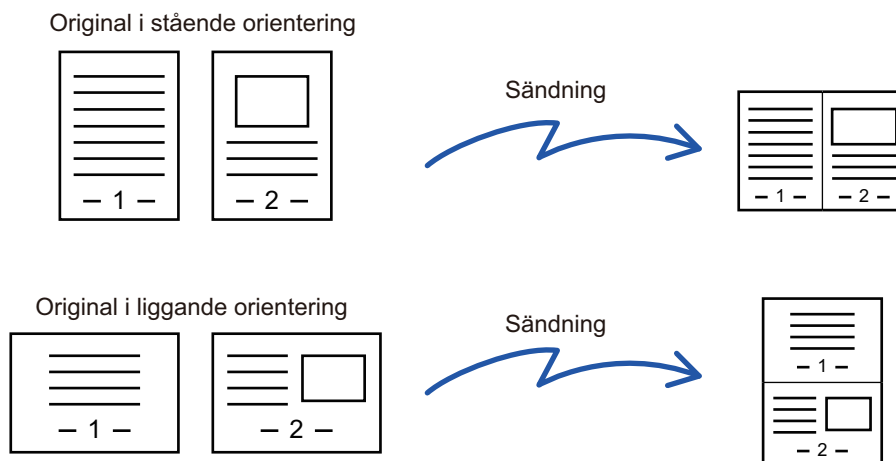 Original i stående orientering
Sändning
– 1 –
– 2 –
– 1 –
– 2 –
Original i liggande orientering
Sändning
– 1 –
– 2 –
– 1 –
– 2 –